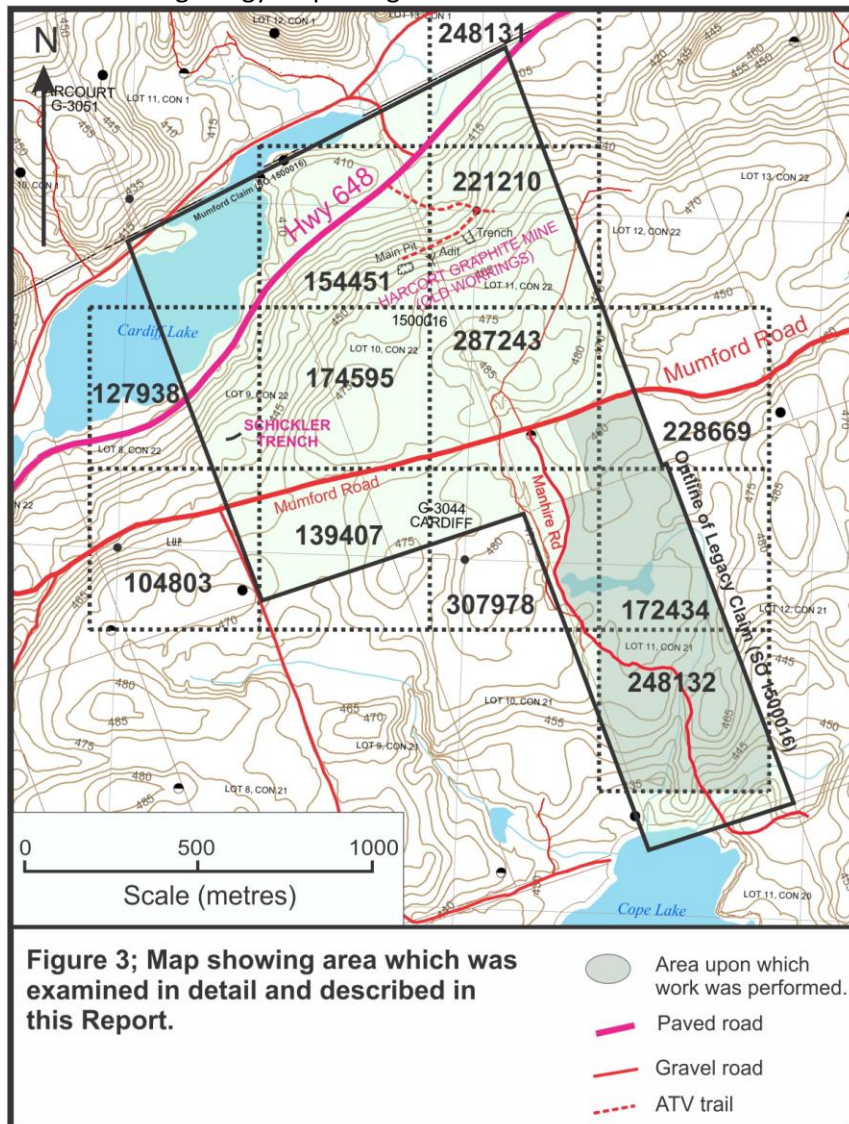 248131
N
HARCOURT
G-3051
LOT 12, CON 1
LOT 13, CON 1
LOT 11, CON 1
10, CON 1
Mumford Claim (SO 1500016)
Hwy 648
221210
LOT 13, CON 22
LOT 12, CON 22
Trench
Adit
Main Pit
HARCORT GRAPHITE MINE
(OLD WORKINGS)
LOT 11, CON 22
154451
1500016
287243
Cardiff Lake
LOT 10, CON 22
174595
127938
LOT 9, CON 22
Mumford Road
SCHICKLER
TRENCH
228669
LOT 8, CON 22
Mumford Road
Outline of Legacy Claim (SO 1500016)
G-3044
CARDIFF
139407
Manhire Rd
L.U.P
104803
307978
172434
LOT 12, CON 21
LOT 11, CON 21
248132
LOT 10, CON 21
LOT 9, CON 21
LOT 8, CON 21
0 500 1000
Scale (metres)
LOT 11, CON 20
Cope Lake
Figure 3; Map showing area which was
examined in detail and described in
this Report.
Area upon which
work was performed.
Paved road
Gravel road
ATV trail